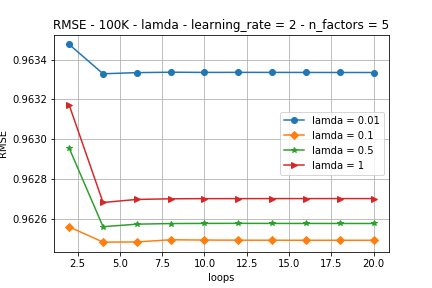 RMSE - 100K - lamda - learning_rate = 2 - n_factors = 5
0.9634
0.9632
0.9630
0.9628
0.9626
RMSE
lamda = 0.01
lamda = 0.1
lamda = 0.5
lamda = 1
2.5 5.0 7.5 10.0 12.5 15.0 17.5 20.0
loops